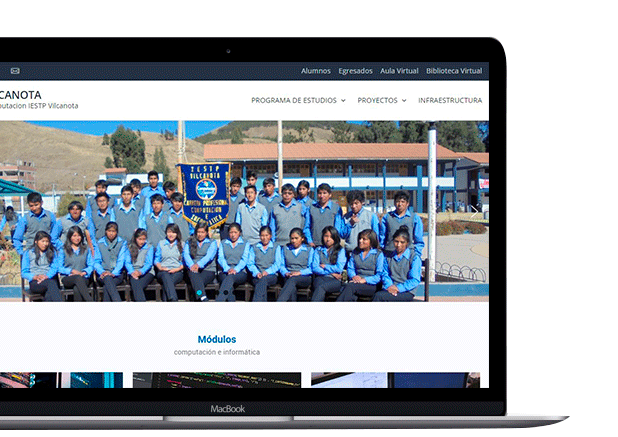 Alumnos Egresados Aula Virtual Biblioteca Virtual
CANOTA
putacion IESTP Vilcanota
PROGRAMA DE ESTUDIOS PROYECTOS INFRAESTRUCTURA
I E S T P
VILCANOTA
CARRERA PROFESIONAL
COMPUTACION
INFORMATICA
Módulos
computación e informática
MacBook